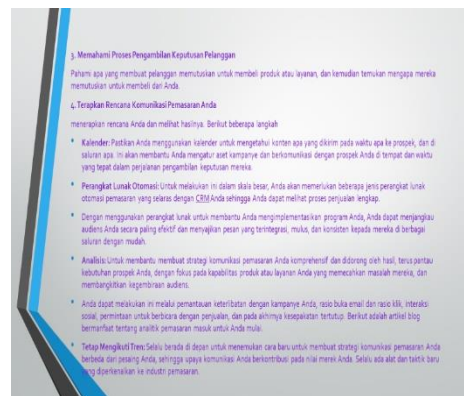 3. Memahami Proses Pengambilan Keputusan Pelanggan
Pahami apa yang membuat pelanggan memutuskan untuk membeli produk atau layanan, dan kemudian temukan mengapa mereka
memutuskan untuk membeli dari Anda.
4. Terapkan Rencana Komunikasi Pemasaran Anda
menerapkan rencana Anda dan melihat hasilnya. Berikut beberapa langkah
• Kalender: Pastikan Anda menggunakan kalender untuk mengetahui konten apa yang dikirim pada waktu apa ke prospek, dan di
saluran apa. Ini akan membantu Anda mengatur aset kampanye dan berkomunikasi dengan prospek Anda di tempat dan waktu
yang tepat dalam perjalanan pengambilan keputusan mereka.
• Perangkat Lunak Otomasi: Untuk melakukan ini dalam skala besar, Anda akan memerlukan beberapa jenis perangkat lunak
otomasi pemasaran yang selaras dengan CRM Anda sehingga Anda dapat melihat proses penjualan lengkap.
• Dengan menggunakan perangkat lunak untuk membantu Anda mengimplementasikan program Anda, Anda dapat menjangkau
audiens Anda secara paling efektif dan menyajikan pesan yang terintegrasi, mulus, dan konsisten kepada mereka di berbagai
saluran dengan mudah.
• Analisis: Untuk membantu membuat strategi komunikasi pemasaran Anda komprehensif dan didorong oleh hasil, terus pantau
kebutuhan prospek Anda, dengan fokus pada kapabilitas produk atau layanan Anda yang memecahkan masalah mereka, dan
membangkitkan kegembiraan audiens.
• Anda dapat melakukan ini melalui pemantauan keterlibatan dengan kampanye Anda, rasio buka email dan rasio klik, interaksi
sosial, permintaan untuk berbicara dengan penjualan, dan pada akhirnya kesepakatan tertutup. Berikut adalah artikel blog
bermanfaat tentang analitik pemasaran masuk untuk Anda mulai.
• Tetap Mengikuti Tren: Selalu berada di depan untuk menemukan cara baru untuk membuat strategi komunikasi pemasaran Anda
berbeda dari pesaing Anda, sehingga upaya komunikasi Anda berkontribusi pada nilai merek Anda. Selalu ada alat dan taktik baru
yang diperkenalkan ke industri pemasaran.